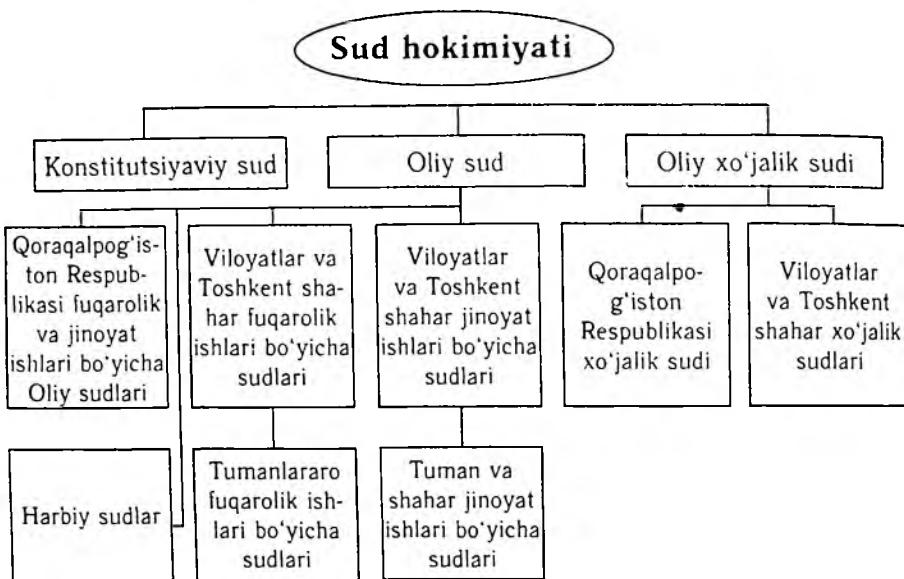 Sud hokimiyati
Konstitutsiyaviy sud
Oliy sud
Oliy xo‘jalik sudi
Qoraqalpog‘is-
ton Respub-
likasi fuqarolik
va jinoyat
ishlari bo‘yicha
Oliy sudlari
Viloyatlar va
Toshkent sha-
har fuqarolik
ishlari bo‘yicha
sudlari
Viloyatlar
va Toshkent
shahar jinoyat
ishlari bo‘yicha
sudlari
Qoraqalpo-
g‘iston
Respublikasi
xo‘jalik sudi
Viloyatlar
va Toshkent
shahar xo‘jalik
sudlari
Harbiy sudlar
Tumanlararo
fuqarolik ish-
lari bo‘yicha
sudlari
Tuman va
shahar jinoyat
ishlari bo‘yicha
sudlari